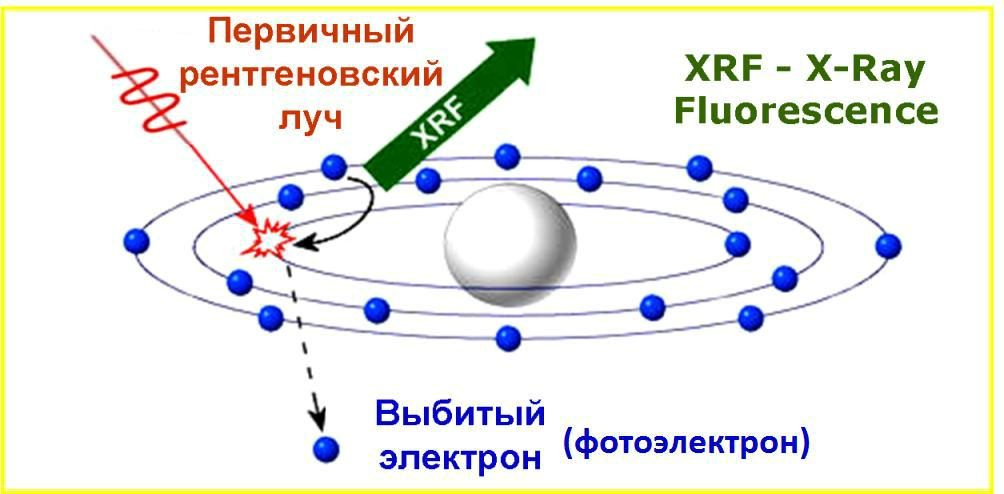 Первичный
рентгеновский
луч
XRF
XRF - X-Ray
Fluorescence
Выбитый
электрон (фотоэлектрон)